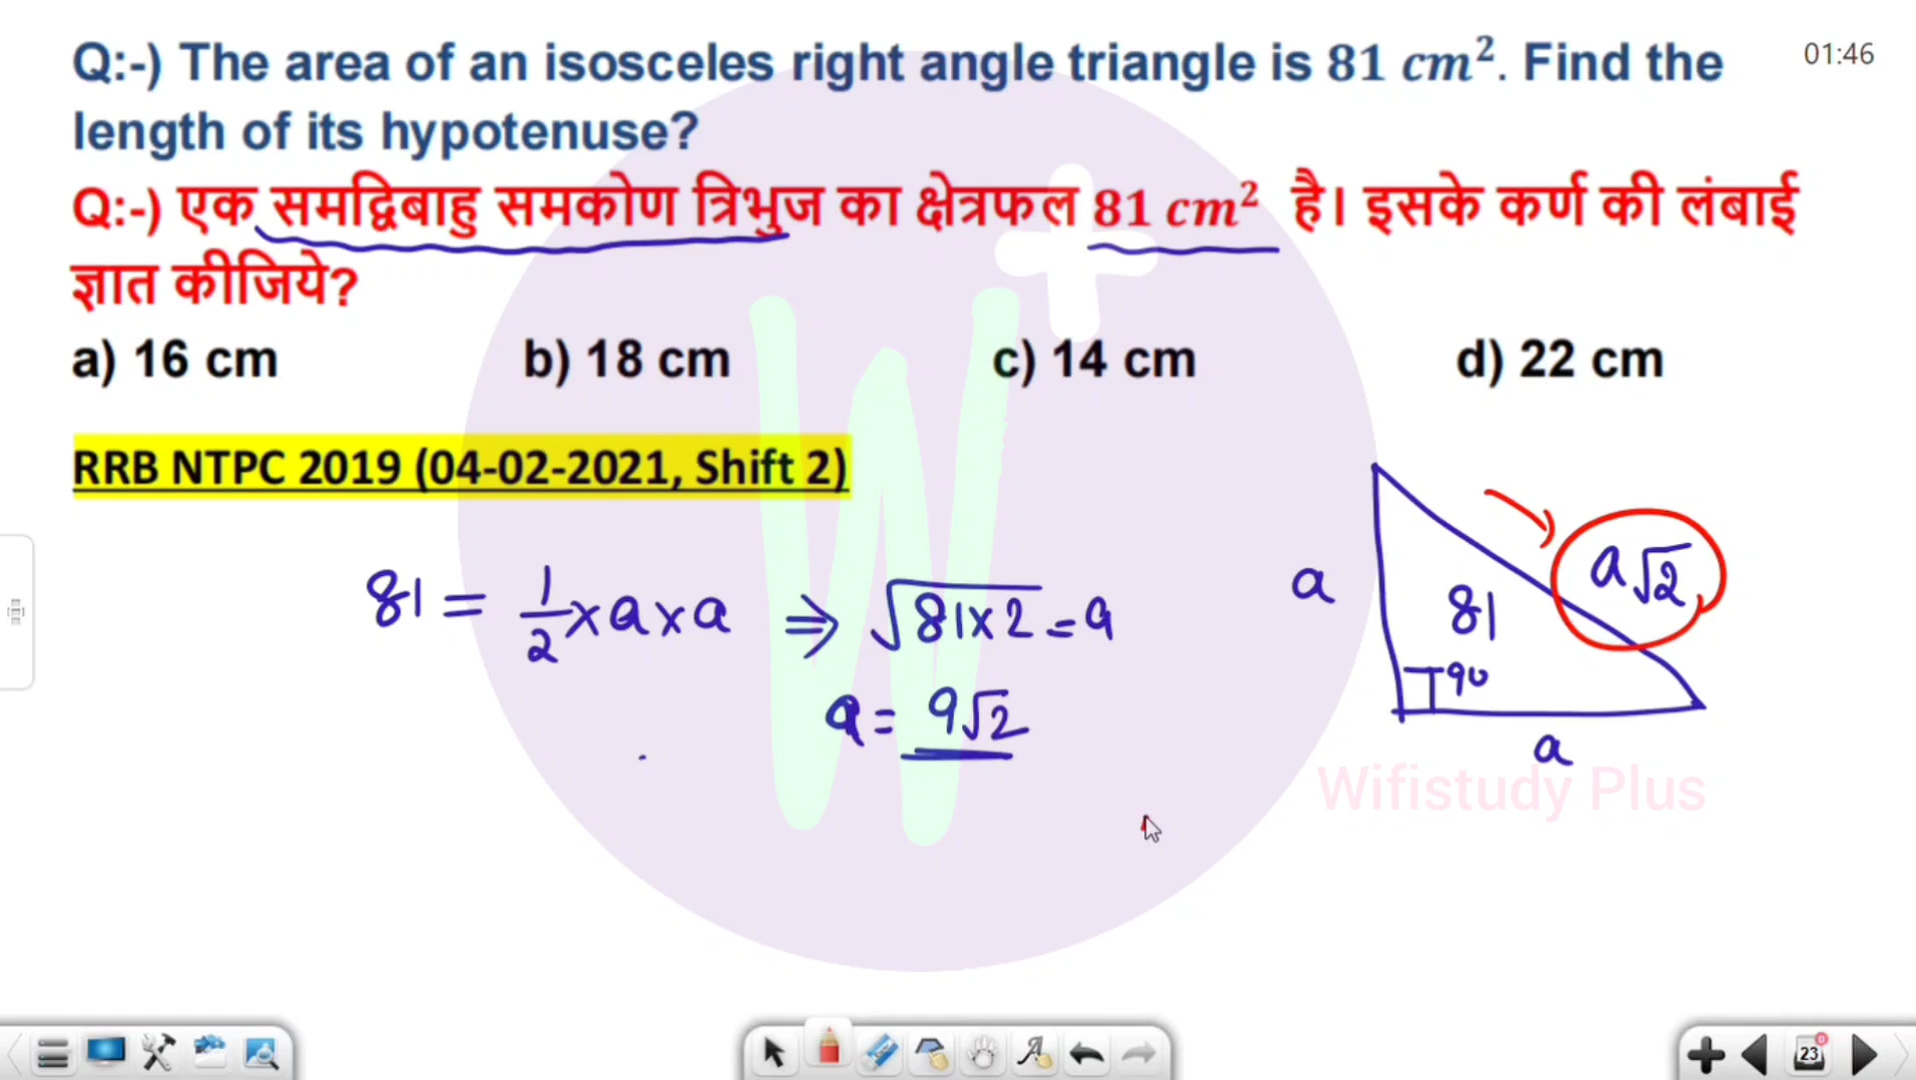 Q:-) The area of an isosceles right angle triangle is 81 cm². Find the
01:46
length of its hypotenuse?
Q:-) एक समद्विबाहु समकोण त्रिभुज का क्षेत्रफल 81 cm² है। इसके कर्ण की लंबाई
ज्ञात कीजिये?
a) 16 cm b) 18 cm c) 14 cm d) 22 cm
RRB NTPC 2019 (04-02-2021, Shift 2)
81 = 1/2 × a × a ⇒ √81×2 = a
a = 9√2
a
a√2
81
90
a
Wifistudy Plus
W+
23
0